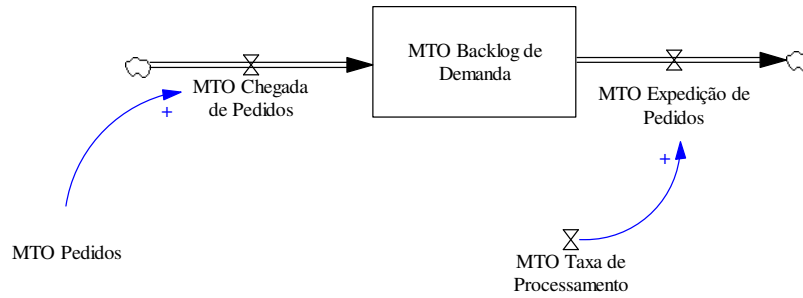 MTO Backlog de
Demanda
MTO Chegada
de Pedidos
+
MTO Expedição de
Pedidos
+
MTO Pedidos
MTO Taxa de
Processamento